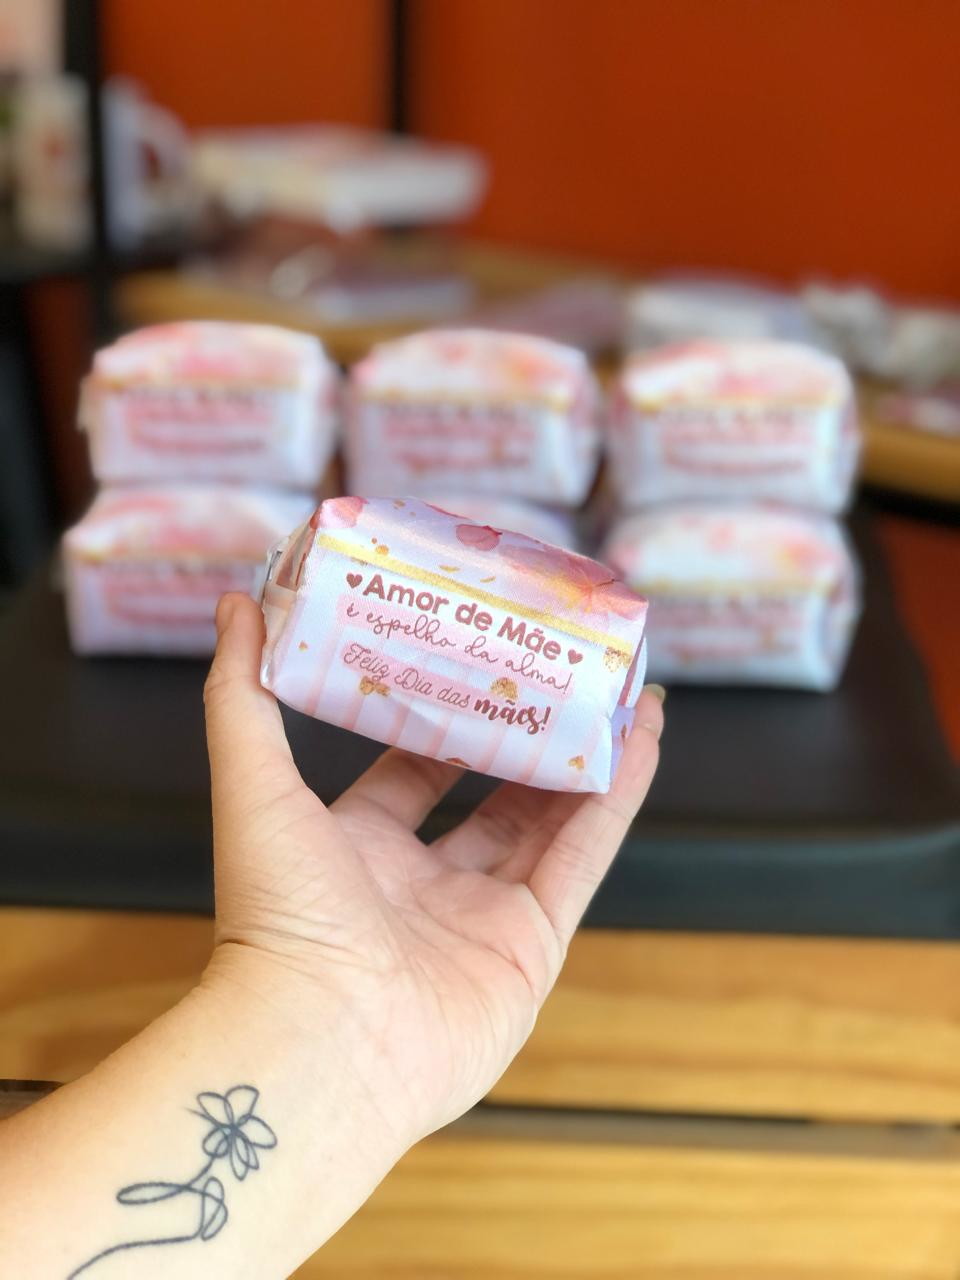 Amor de Mãe
é espelho da alma!
Feliz Dia das mães!